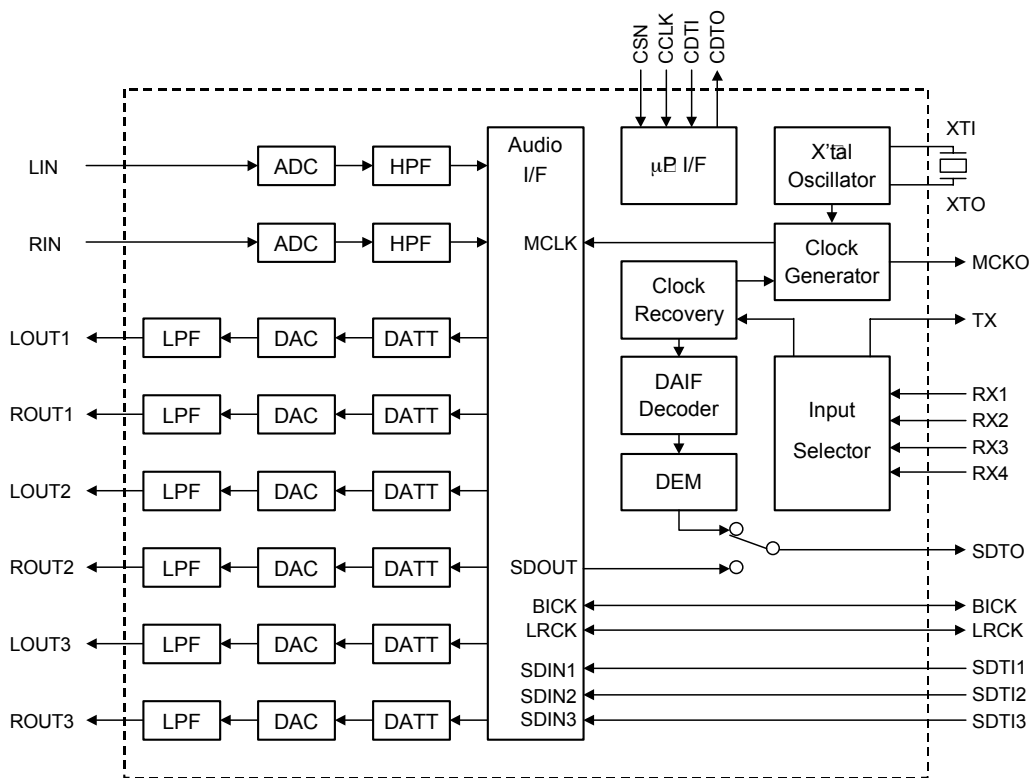 CSN
CCLK
CDTI
CDTO
LIN
ADC
HPF
Audio
I/F
µP I/F
X'tal
Oscillator
XTI
XTO
RIN
ADC
HPF
MCLK
Clock
Generator
MCKO
Clock
Recovery
TX
LOUT1
LPF
DAC
DATT
DAIF
Decoder
Input
Selector
RX1
RX2
RX3
RX4
ROUT1
LPF
DAC
DATT
LOUT2
LPF
DAC
DATT
DEM
ROUT2
LPF
DAC
DATT
SDOUT
SDTO
BICK
BICK
LRCK
LRCK
LOUT3
LPF
DAC
DATT
SDIN1
SDTI1
SDIN2
SDTI2
SDIN3
SDTI3
ROUT3
LPF
DAC
DATT